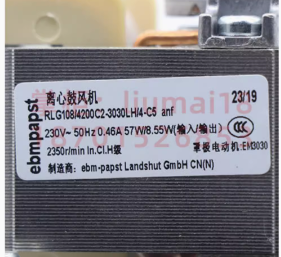 ebmpapst
离心鼓风机 23/19
RLG108/4200C2-3030LH/4-C5 anf
230V~ 50Hz 0.46A 57W/8.55W(输入/输出)
2350r/min In.Cl.H级
CCC
罩极电动机:EM3030
制造商: ebm-papst Landshut GmbH CN(N)